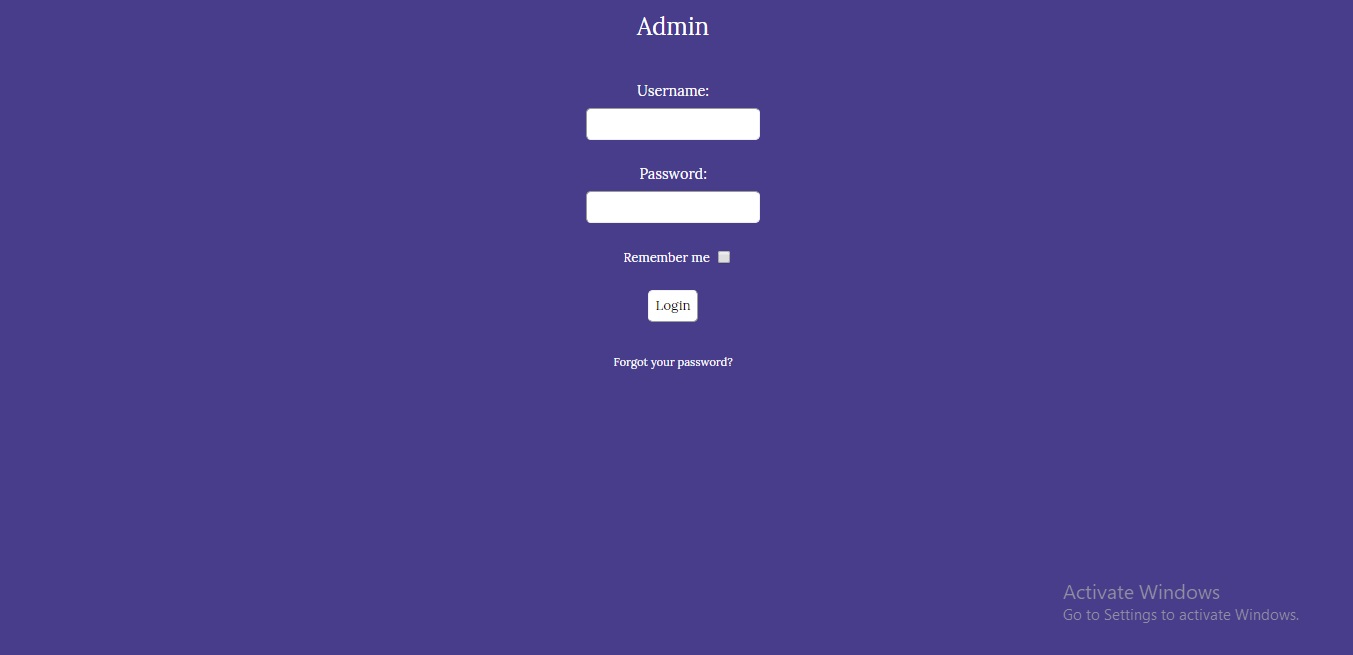 Admin
Username:
Password:
Remember me
Login
Forgot your password?
Activate Windows
Go to Settings to activate Windows.